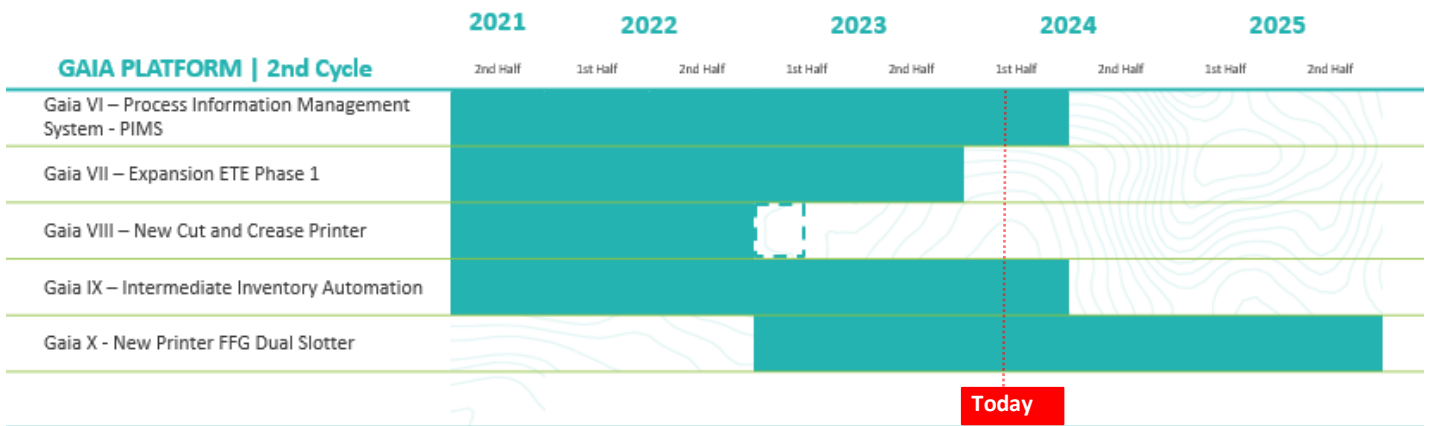 2021 2022 2023 2024 2025
GAIA PLATFORM | 2nd Cycle
2nd Half 1st Half 2nd Half 1st Half 2nd Half 1st Half 2nd Half 1st Half 2nd Half
Gaia VI – Process Information Management
System - PIMS
Gaia VII – Expansion ETE Phase 1
Gaia VIII – New Cut and Crease Printer
Gaia IX – Intermediate Inventory Automation
Gaia X - New Printer FFG Dual Slotter
Today